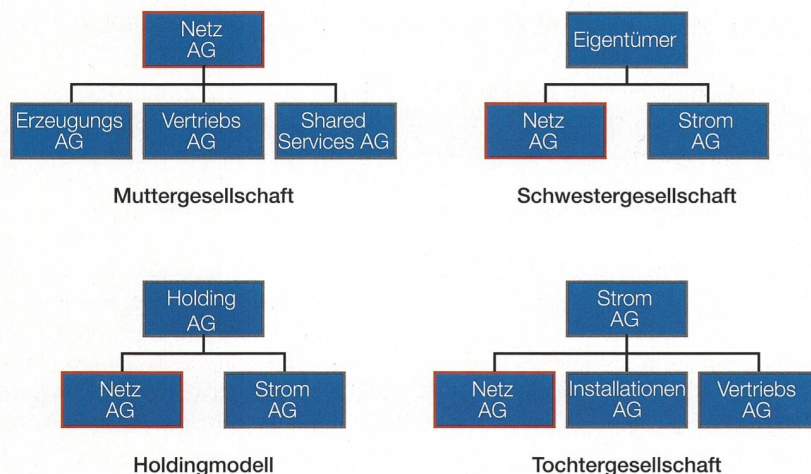 Netz
AG
Erzeugungs
AG
Vertriebs
AG
Shared
Services AG
Muttergesellschaft
Eigentümer
Netz
AG
Strom
AG
Schwestergesellschaft
Holding
AG
Netz
AG
Strom
AG
Holdingmodell
Strom
AG
Netz
AG
Installationen
AG
Vertriebs
AG
Tochtergesellschaft